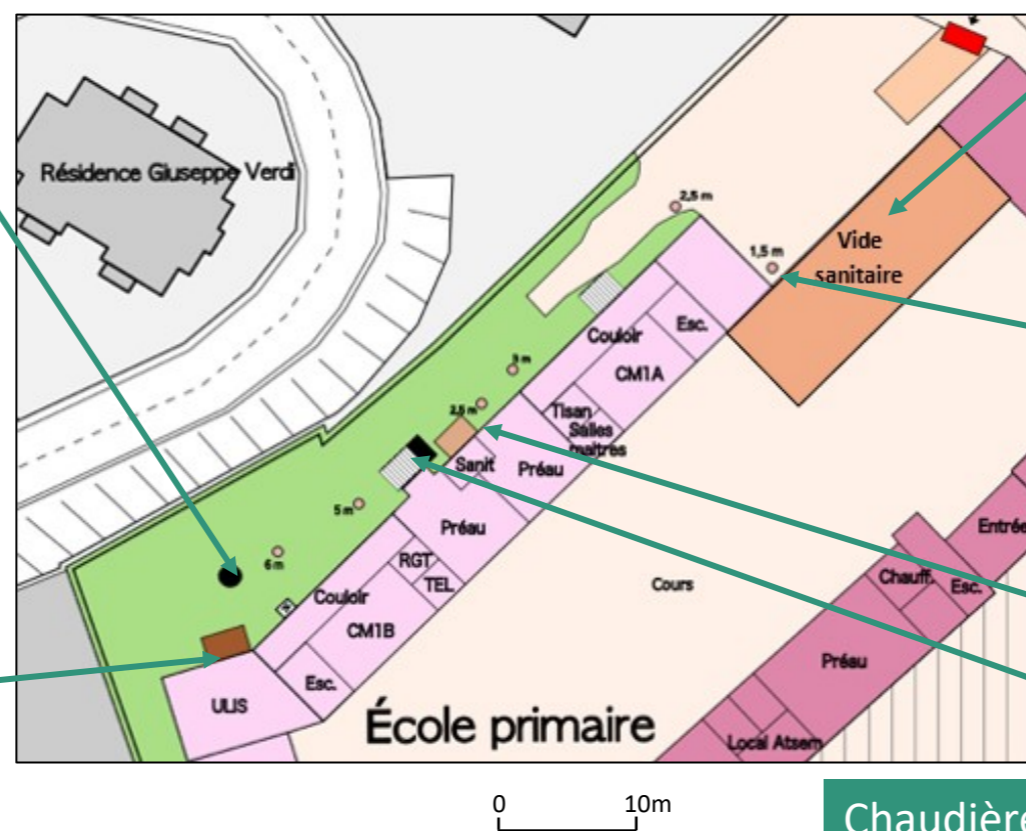 Résidence Giuseppe Verdi
2,5 m
1,5 m
Vide
sanitaire
Couloir
Esc.
CM1A
3 m
2,5 m
Tisan
Salles
maîtres
Sanit
Préau
5 m
Préau
6 m
RGT
TEL
Couloir
CM1B
Cours
Entrée
Chauff.
Esc.
Préau
Esc.
ULIS
École primaire
Local Atsem
0 10m
Chaudière